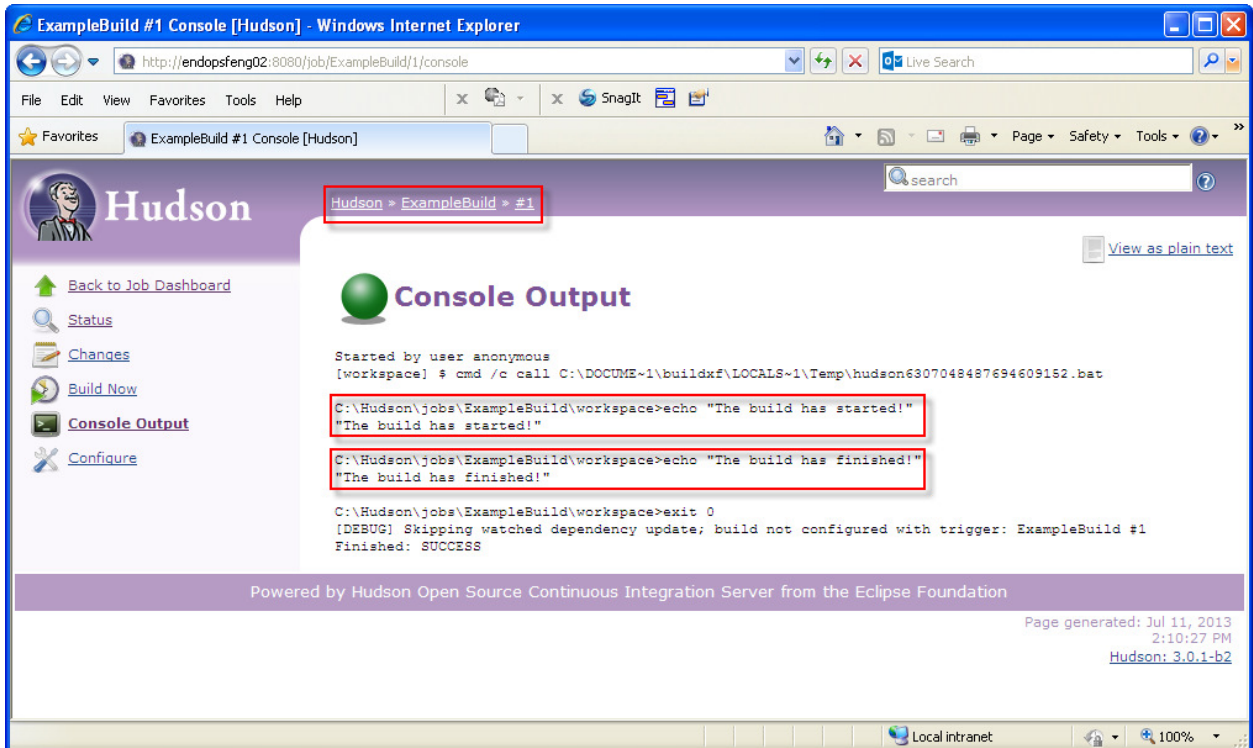 ExampleBuild #1 Console [Hudson] - Windows Internet Explorer
http://endopsfeng02:8080/job/ExampleBuild/1/console
Live Search
File Edit View Favorites Tools Help
x x SnagIt
Favorites
ExampleBuild #1 Console [Hudson]
Page Safety Tools »
Hudson
search
Hudson » ExampleBuild » #1
View as plain text
Back to Job Dashboard
Status
Changes
Build Now
Console Output
Configure
Console Output
Started by user anonymous
[workspace] $ cmd /c call C:\DOCUME~1\buildxf\LOCALS~1\Temp\hudson6307048487694609152.bat
C:\Hudson\jobs\ExampleBuild\workspace>echo "The build has started!"
"The build has started!"
C:\Hudson\jobs\ExampleBuild\workspace>echo "The build has finished!"
"The build has finished!"
C:\Hudson\jobs\ExampleBuild\workspace>exit 0
[DEBUG] Skipping watched dependency update; build not configured with trigger: ExampleBuild #1
Finished: SUCCESS
Powered by Hudson Open Source Continuous Integration Server from the Eclipse Foundation
Page generated: Jul 11, 2013
2:10:27 PM
Hudson: 3.0.1-b2
Local intranet
100%